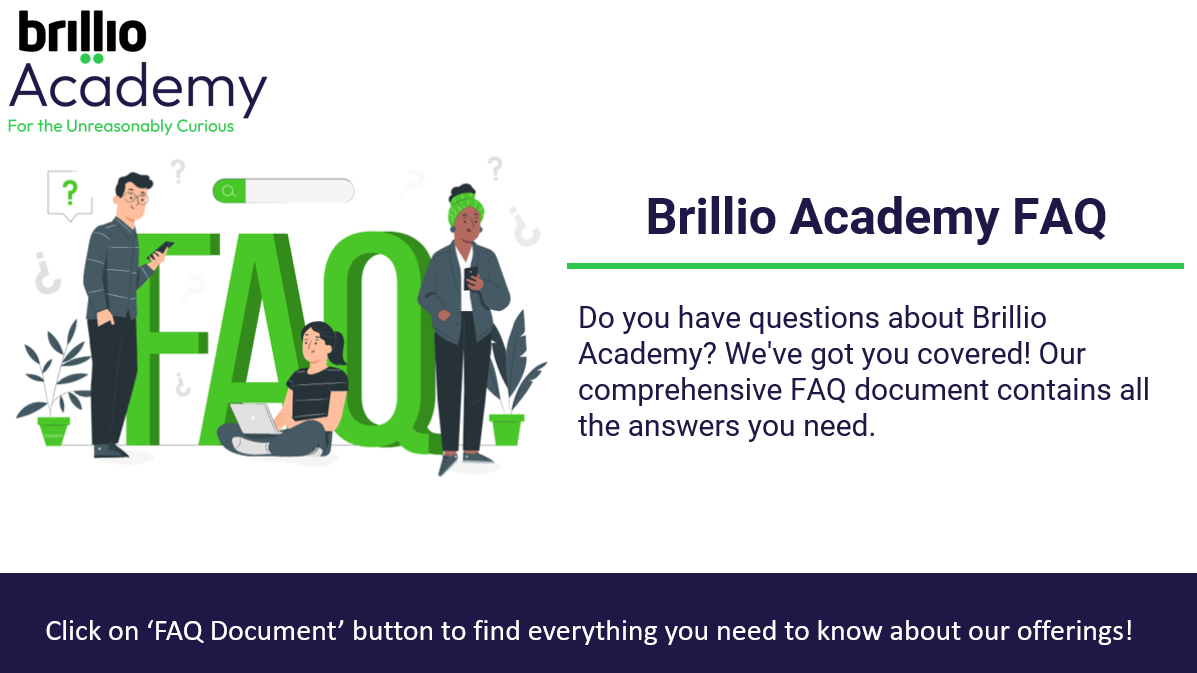 brillio
Academy
For the Unreasonably Curious
?
?
?
?
?
?
?
?
FAQ
Brillio Academy FAQ
Do you have questions about Brillio
Academy? We've got you covered! Our
comprehensive FAQ document contains all
the answers you need.
Click on ‘FAQ Document’ button to find everything you need to know about our offerings!